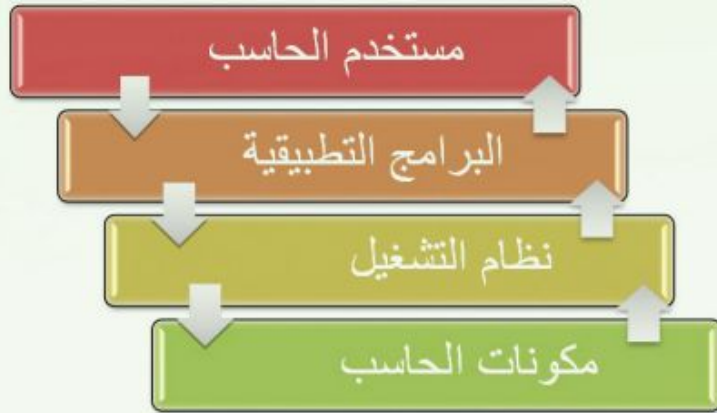 مستخدم الحاسب
البرامج التطبيقية
نظام التشغيل
مكونات الحاسب